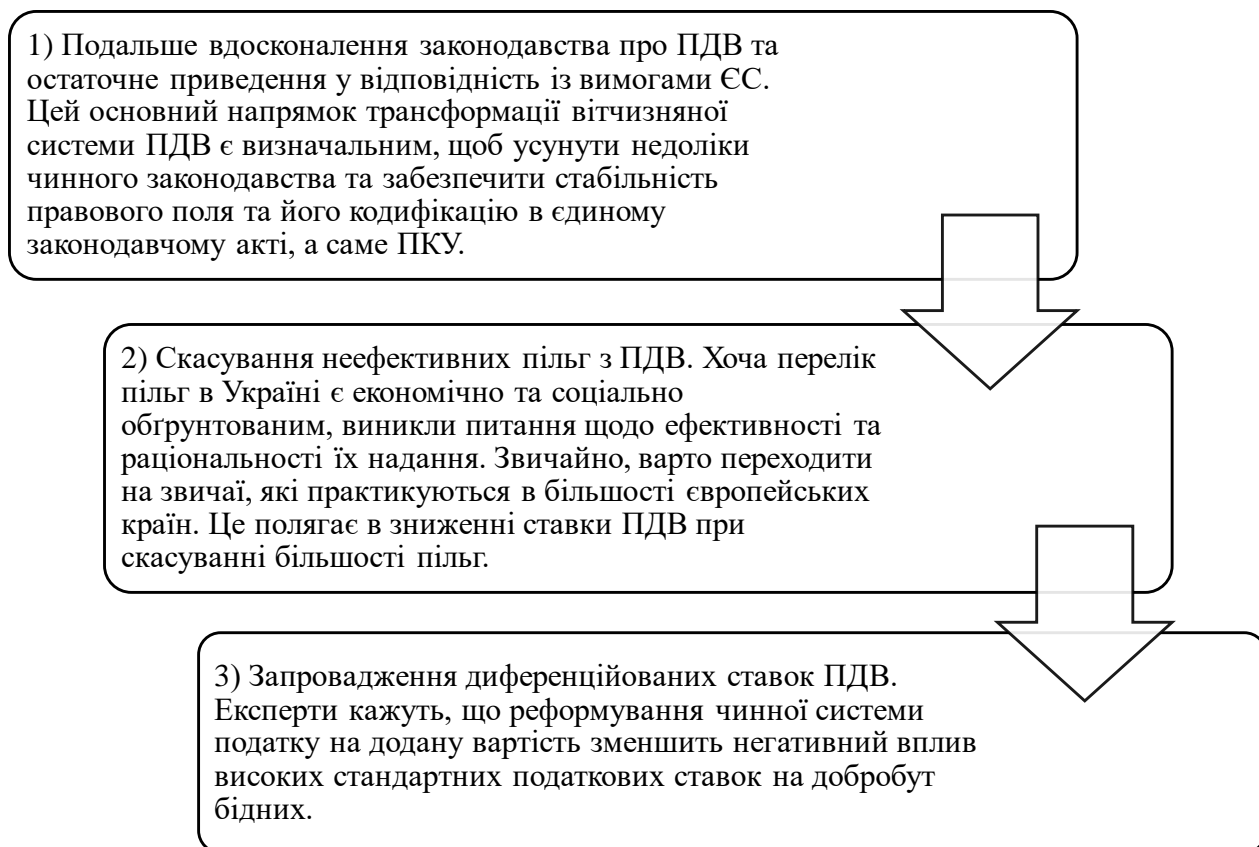 1) Подальше вдосконалення законодавства про ПДВ та
остаточне приведення у відповідність із вимогами ЄС.
Цей основний напрямок трансформації вітчизняної
системи ПДВ є визначальним, щоб усунути недоліки
чинного законодавства та забезпечити стабільність
правового поля та його кодифікацію в єдиному
законодавчому акті, а саме ПКУ.
2) Скасування неефективних пільг з ПДВ. Хоча перелік
пільг в Україні є економічно та соціально
обґрунтованим, виникли питання щодо ефективності та
раціональності їх надання. Звичайно, варто переходити
на звичаї, які практикуються в більшості європейських
країн. Це полягає в зниженні ставки ПДВ при
скасуванні більшості пільг.
3) Запровадження диференційованих ставок ПДВ.
Експерти кажуть, що реформування чинної системи
податку на додану вартість зменшить негативний вплив
високих стандартних податкових ставок на добробут
бідних.